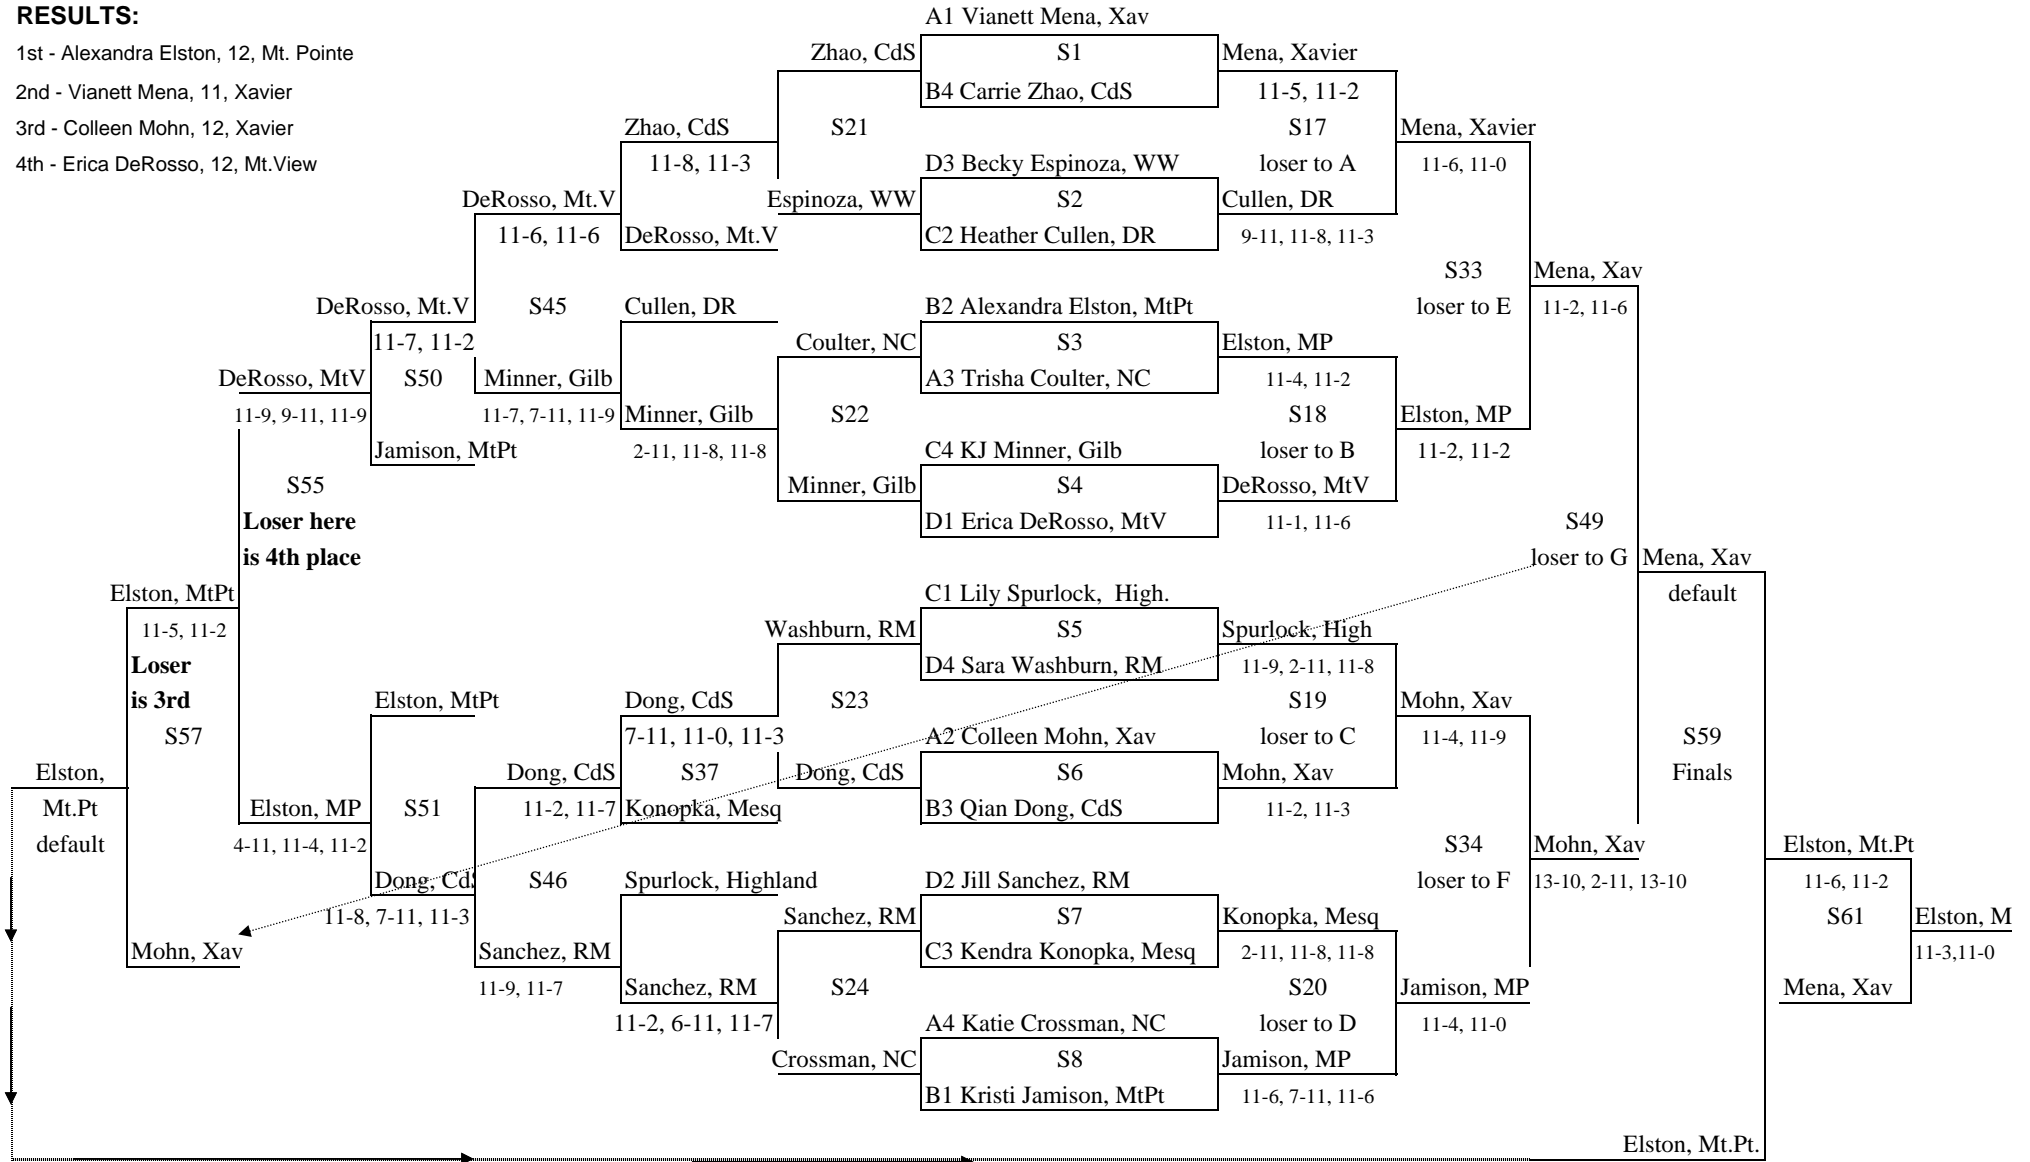 RESULTS:
1st - Alexandra Elston, 12, Mt. Pointe
2nd - Vianett Mena, 11, Xavier
3rd - Colleen Mohn, 12, Xavier
4th - Erica DeRosso, 12, Mt.View
A1 Vianett Mena, Xav
Zhao, CdS S1 Mena, Xavier
B4 Carrie Zhao, CdS 11-5, 11-2
Zhao, CdS S21 S17 Mena, Xavier
11-8, 11-3 D3 Becky Espinoza, WW loser to A 11-6, 11-0
DeRosso, Mt.V Espinoza, WW S2 Cullen, DR
11-6, 11-6 DeRosso, Mt.V C2 Heather Cullen, DR 9-11, 11-8, 11-3
S33 Mena, Xav
DeRosso, Mt.V S45 Cullen, DR B2 Alexandra Elston, MtPt loser to E 11-2, 11-6
11-7, 11-2 Coulter, NC S3 Elston, MP
DeRosso, MtV S50 Minner, Gilb A3 Trisha Coulter, NC 11-4, 11-2
11-9, 9-11, 11-9 11-7, 7-11, 11-9 Minner, Gilb S22 S18 Elston, MP
Jamison, MtPt 2-11, 11-8, 11-8 C4 KJ Minner, Gilb loser to B 11-2, 11-2
S55 Minner, Gilb S4 DeRosso, MtV
Loser here D1 Erica DeRosso, MtV 11-1, 11-6 S49
is 4th place loser to G Mena, Xav
Elston, MtPt C1 Lily Spurlock, High. default
11-5, 11-2 Washburn, RM S5 Spurlock, High
Loser D4 Sara Washburn, RM 11-9, 2-11, 11-8
is 3rd Elston, MtPt Dong, CdS S23 S19 Mohn, Xav
S57 7-11, 11-0, 11-3 A2 Colleen Mohn, Xav loser to C 11-4, 11-9 S59
Elston, Dong, CdS S37 Dong, CdS S6 Mohn, Xav Finals
Mt.Pt Elston, MP S51 11-2, 11-7 Konopka, Mesq B3 Qian Dong, CdS 11-2, 11-3
default 4-11, 11-4, 11-2 S34 Mohn, Xav Elston, Mt.Pt
Dong, CdS S46 Spurlock, Highland D2 Jill Sanchez, RM loser to F 13-10, 2-11, 13-10 11-6, 11-2
11-8, 7-11, 11-3 Sanchez, RM S7 Konopka, Mesq S61 Elston, M
Mohn, Xav Sanchez, RM C3 Kendra Konopka, Mesq 2-11, 11-8, 11-8 11-3,11-0
11-9, 11-7 Sanchez, RM S24 S20 Jamison, MP Mena, Xav
11-2, 6-11, 11-7 A4 Katie Crossman, NC loser to D 11-4, 11-0
Crossman, NC S8 Jamison, MP
B1 Kristi Jamison, MtPt 11-6, 7-11, 11-6
Elston, Mt.Pt.